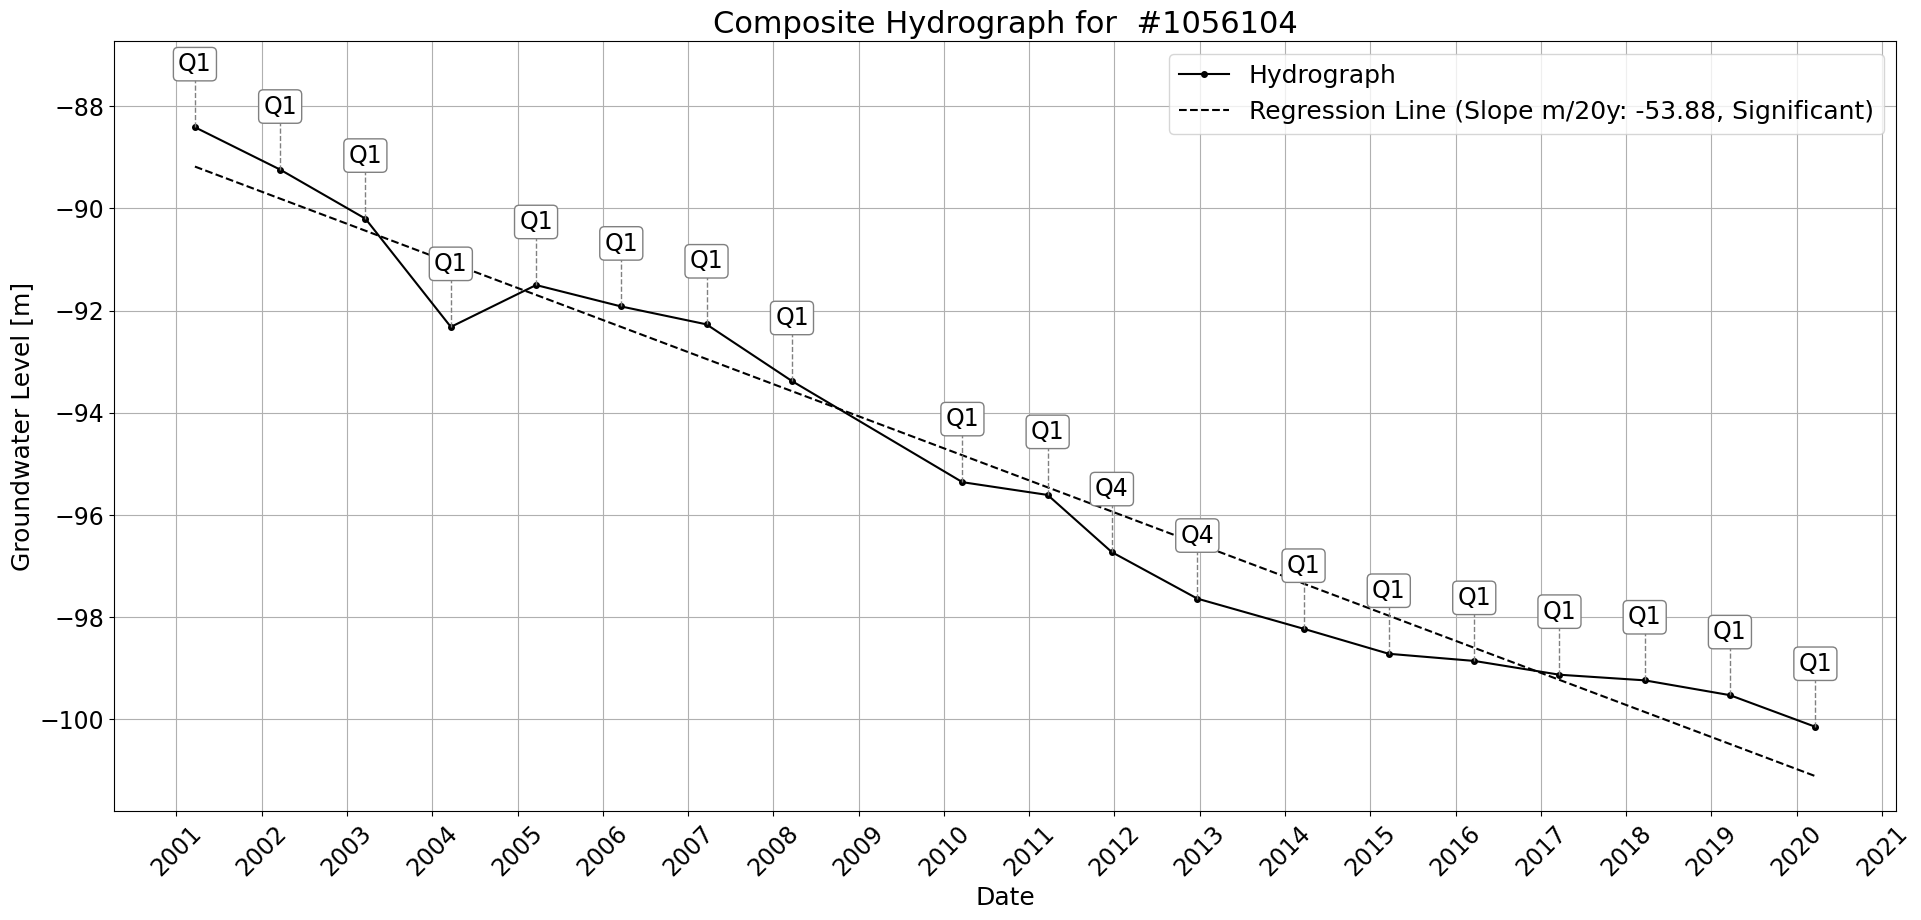 Composite Hydrograph for  #1056104
Hydrograph
Regression Line (Slope m/20y: -53.88, Significant)
Groundwater Level [m]
−88
−90
−92
−94
−96
−98
−100
Q1
Q1
Q1
Q1
Q1
Q1
Q1
Q1
Q1
Q1
Q4
Q4
Q1
Q1
Q1
Q1
Q1
Q1
Q1
2001
2002
2003
2004
2005
2006
2007
2008
2009
2010
2011
2012
2013
2014
2015
2016
2017
2018
2019
2020
2021
Date